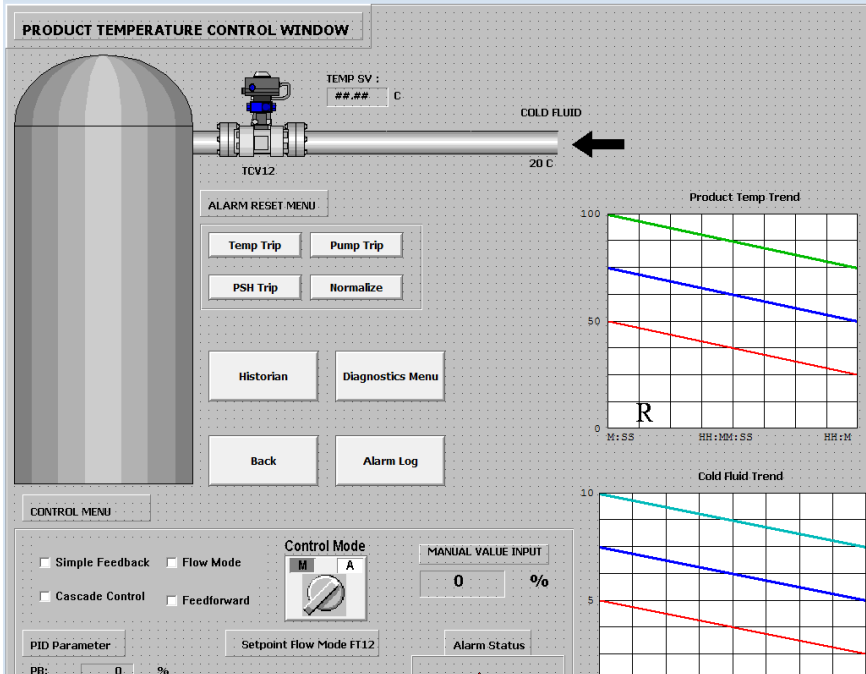 PRODUCT TEMPERATURE CONTROL WINDOW
TEMP SV :
##.## C
COLD FLUID
20 C
TCV12
ALARM RESET MENU
Temp Trip Pump Trip
PSH Trip Normalize
Historian Diagnostics Menu
Back Alarm Log
Product Temp Trend
100
50
0
R
M:SS HH:MM:SS HH:M
Cold Fluid Trend
10
5
CONTROL MENU
Simple Feedback Flow Mode
Cascade Control Feedforward
Control Mode
M A
MANUAL VALUE INPUT
0 %
PID Parameter
Setpoint Flow Mode FT12
Alarm Status
PB: 0 %